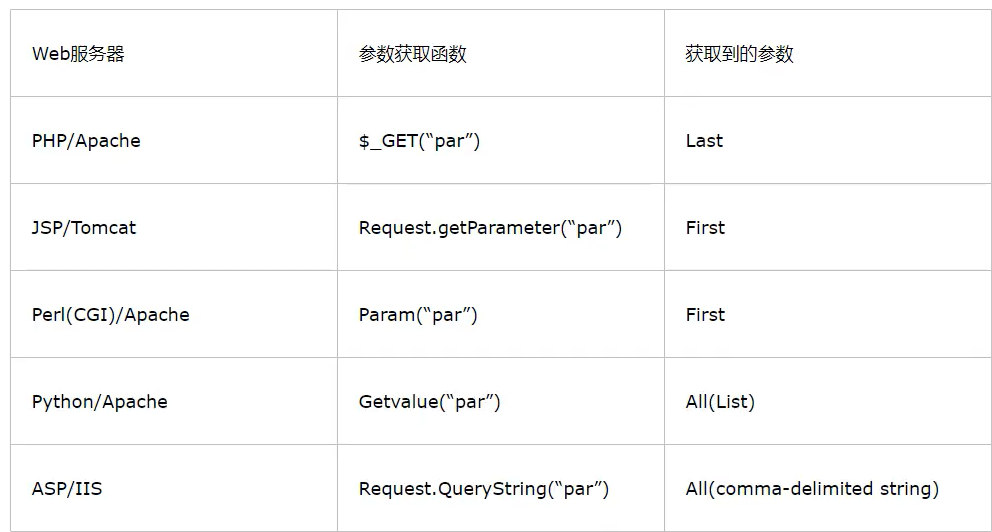 Web服务器 参数获取函数 获取到的参数
PHP/Apache $_GET(“par”) Last
JSP/Tomcat Request.getParameter(“par”) First
Perl(CGI)/Apache Param(“par”) First
Python/Apache Getvalue(“par”) All(List)
ASP/IIS Request.QueryString(“par”) All(comma-delimited string)